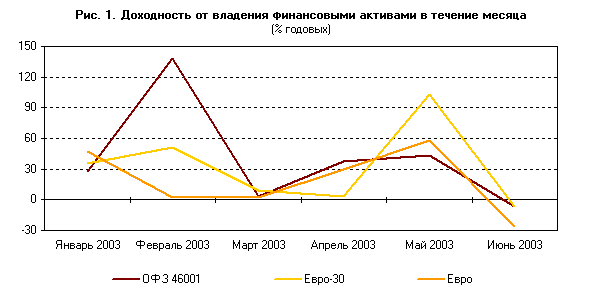 Рис. 1. Доходность от владения финансовыми активами в течение месяца
(% годовых)
150
120
90
60
30
0
-30
Январь 2003 Февраль 2003 Март 2003 Апрель 2003 Май 2003 Июнь 2003
ОФЗ 46001 Евро-30 Евро